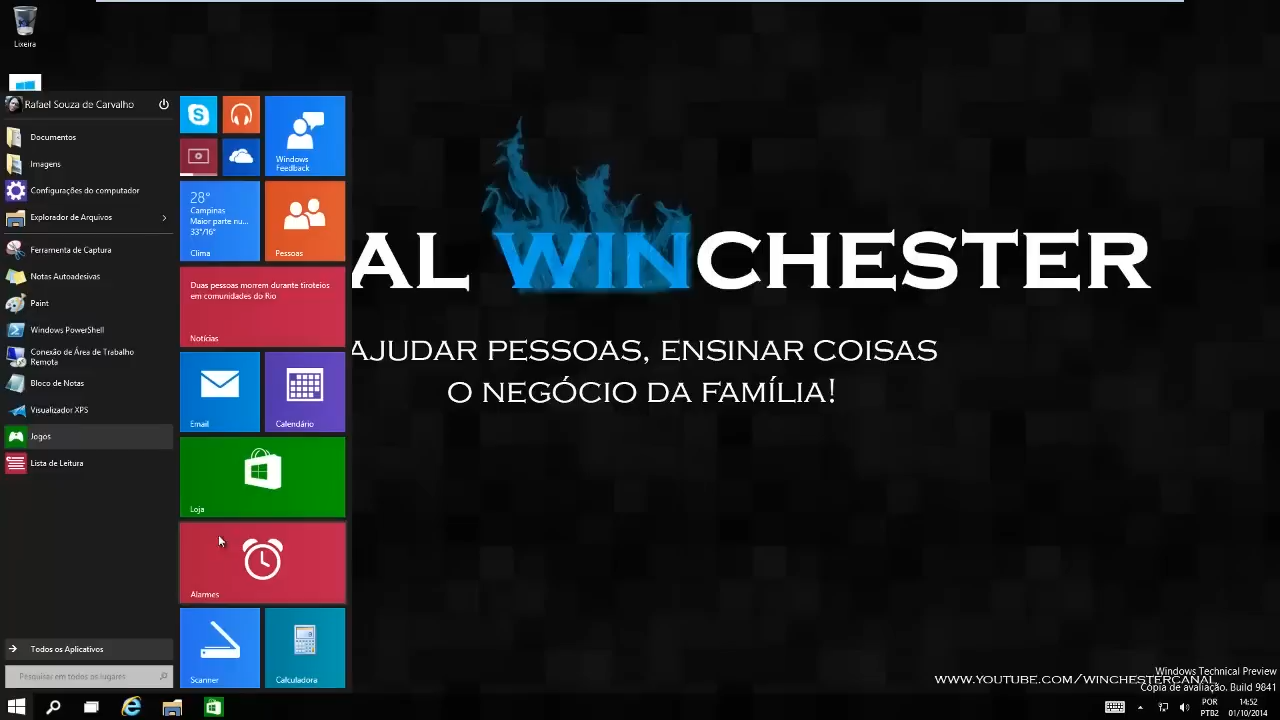 Lixeira
Rafael Souza de Carvalho
Documentos
Imagens
Configurações do computador
Explorador de Arquivos
Ferramenta de Captura
Notas Autoadesivas
Paint
Windows PowerShell
Conexão de Área de Trabalho
Remota
Bloco de Notas
Visualizador XPS
Jogos
Lista de Leitura
Todos os Aplicativos
Pesquisar em todos os lugares
Windows
Feedback
28°
Campinas
Maior parte nu...
33°/16°
Clima
Pessoas
Duas pessoas morrem durante tiroteios
em comunidades do Rio
Notícias
Email
Calendário
Loja
Alarmes
Scanner
Calculadora
AL WINCHESTER
AJUDAR PESSOAS, ENSINAR COISAS
O NEGÓCIO DA FAMÍLIA!
Windows Technical Preview
WWW.YOUTUBE.COM/WINCHESTERCANAL
Cópia de avaliação. Build 9841
POR
PTB2
14:52
01/10/2014